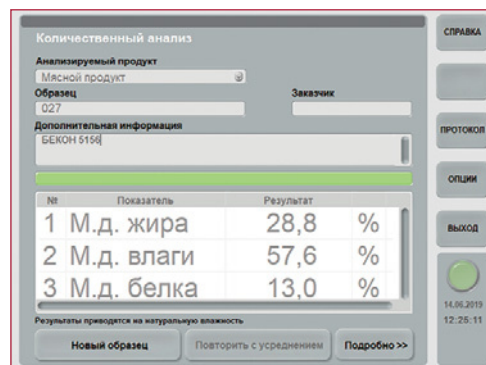 Количественный анализ
Анализируемый продукт
Мясной продукт
Образец
Заказчик
027
Дополнительная информация
БЕКОН 5156
№ Показатель Результат
1 М.д. жира 28,8 %
2 М.д. влаги 57,6 %
3 М.д. белка 13,0 %
Результаты приводятся на натуральную влажность
Новый образец
Повторить с усреднением
Подробно >>
СПРАВКА
ПРОТОКОЛ
ОПЦИИ
ВЫХОД
14.06.2019
12:25:11